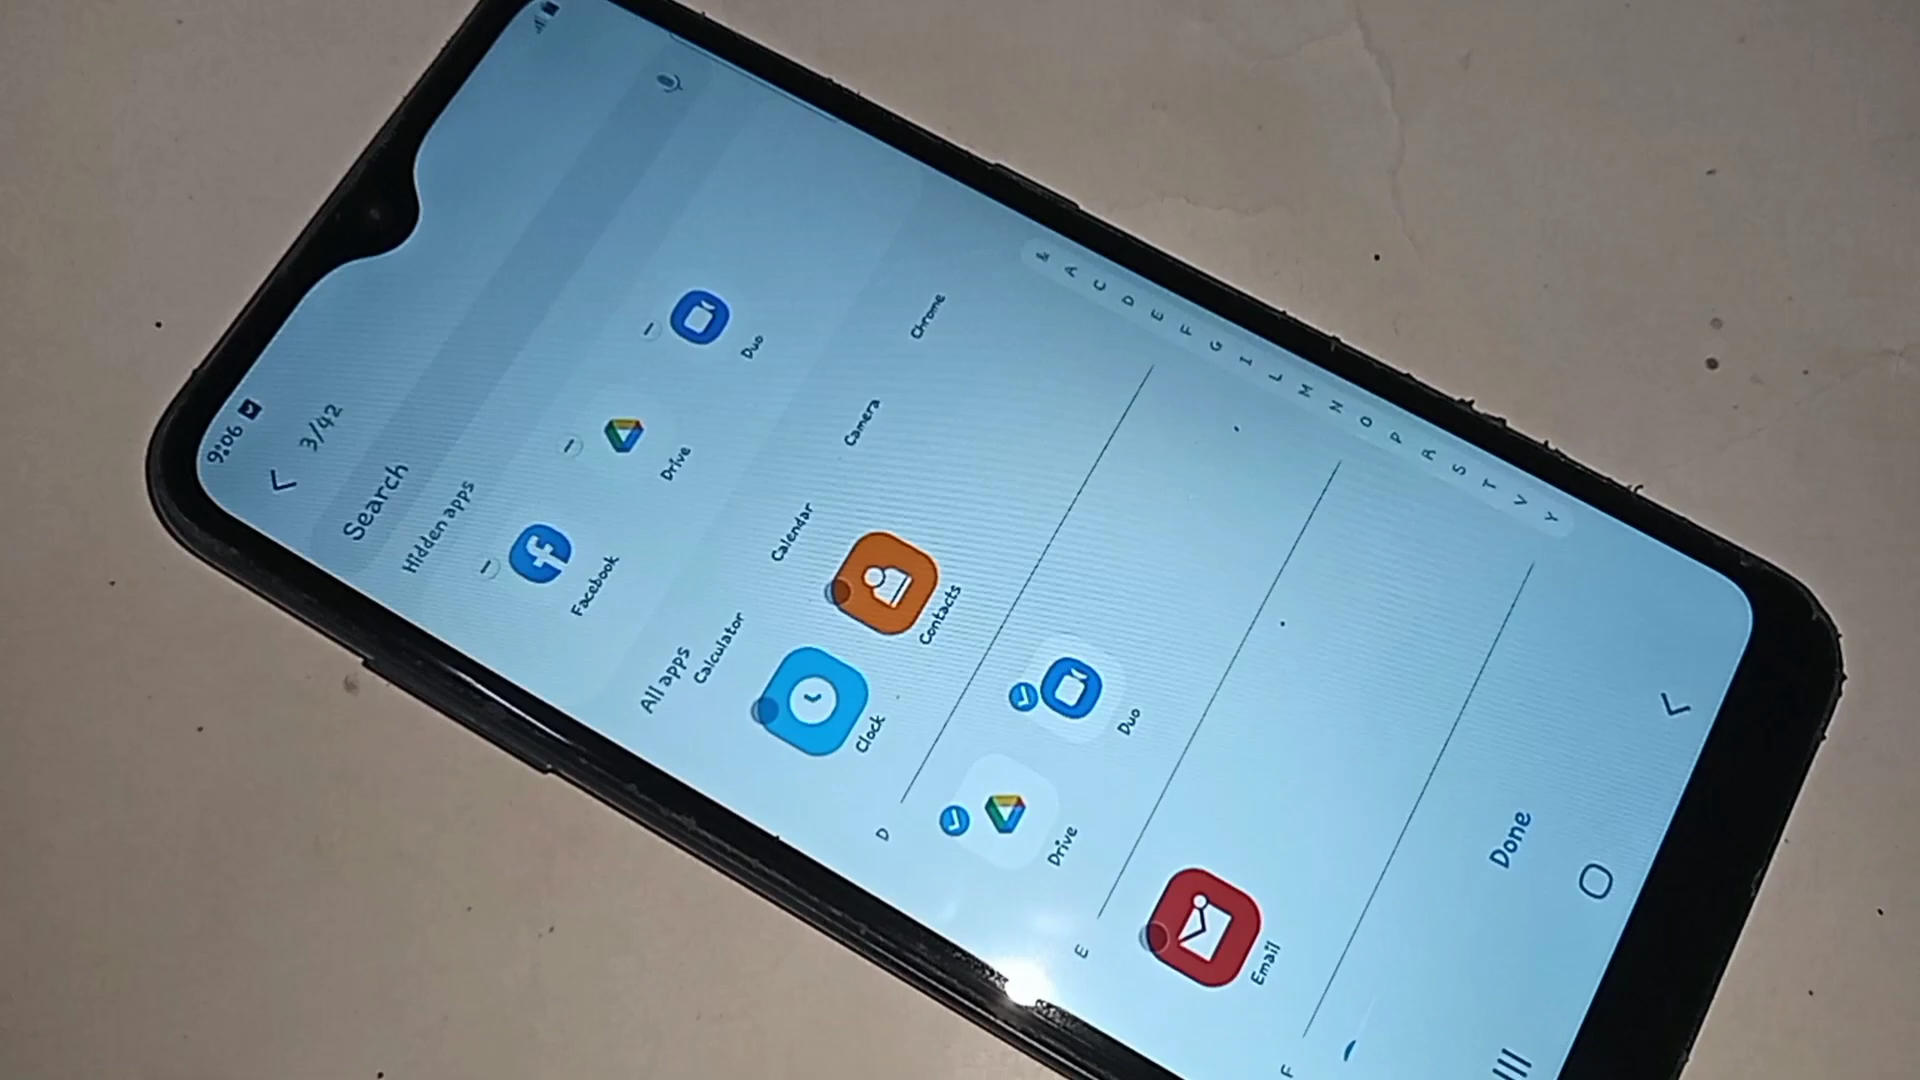 9:06
3/42
Search
Hidden apps
Facebook Drive Duo
All apps
Calculator Calendar Camera Chrome
Clock Contacts
D
Drive Duo
E
Email
F
&
A
C
D
E
F
G
I
L
M
N
O
P
R
S
T
V
Y
Done